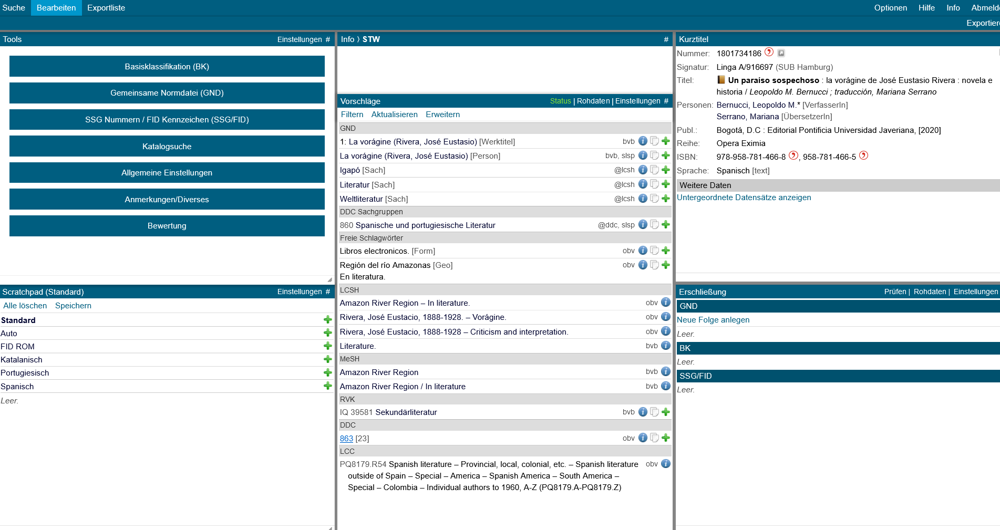 Suche Bearbeiten Exportliste Optionen Hilfe Info Abmeld
Exportiere
Tools Einstellungen #
Basisklassifikation (BK)
Gemeinsame Normdatei (GND)
SSG Nummern / FID Kennzeichen (SSG/FID)
Katalogsuche
Allgemeine Einstellungen
Anmerkungen/Diverses
Bewertung
Scratchpad (Standard) Einstellungen #
Alle löschen Speichern
Standard
Auto
FID ROM
Katalanisch
Portugiesisch
Spanisch
Leer.
Info ⟩ STW #
Vorschläge Status | Rohdaten | Einstellungen #
Filtern Aktualisieren Erweitern
GND
1: La vorágine (Rivera, José Eustasio) [Werktitel] bvb
La vorágine (Rivera, José Eustasio) [Person] bvb, slsp
Igapó [Sach] @lcsh
Literatur [Sach] @lcsh
Weltliteratur [Sach] @lcsh
DDC Sachgruppen
860 Spanische und portugiesische Literatur @ddc, slsp
Freie Schlagwörter
Libros electronicos. [Form] obv
Región del río Amazonas [Geo] obv
En literatura.
LCSH
Amazon River Region – In literature. obv
Rivera, José Eustacio, 1888-1928. – Vorágine. obv
Rivera, José Eustacio, 1888-1928 – Criticism and interpretation. obv
Literature. bvb
MeSH
Amazon River Region bvb
Amazon River Region / In literature bvb
RVK
IQ 39581 Sekundärliteratur bvb
DDC
863 [23] obv
LCC
PQ8179.R54 Spanish literature – Provincial, local, colonial, etc. – Spanish literature obv
outside of Spain – Special – America – Spanish America – South America –
Special – Colombia – Individual authors to 1960, A-Z (PQ8179.A-PQ8179.Z)
Kurztitel
Nummer: 1801734186
Signatur: Linga A/916697 (SUB Hamburg)
Titel: Un paraíso sospechoso : la vorágine de José Eustasio Rivera : novela e
historia / Leopoldo M. Bernucci ; traducción, Mariana Serrano
Personen: Bernucci, Leopoldo M.* [VerfasserIn]
Serrano, Mariana [ÜbersetzerIn]
Publ.: Bogotá, D.C : Editorial Pontificia Universidad Javeriana, [2020]
Reihe: Opera Eximia
ISBN: 978-958-781-466-8 , 958-781-466-5
Sprache: Spanisch [text]
Weitere Daten
Untergeordnete Datensätze anzeigen
Erschließung Prüfen | Rohdaten | Einstellungen
GND
Neue Folge anlegen
Leer.
BK
Leer.
SSG/FID
Leer.